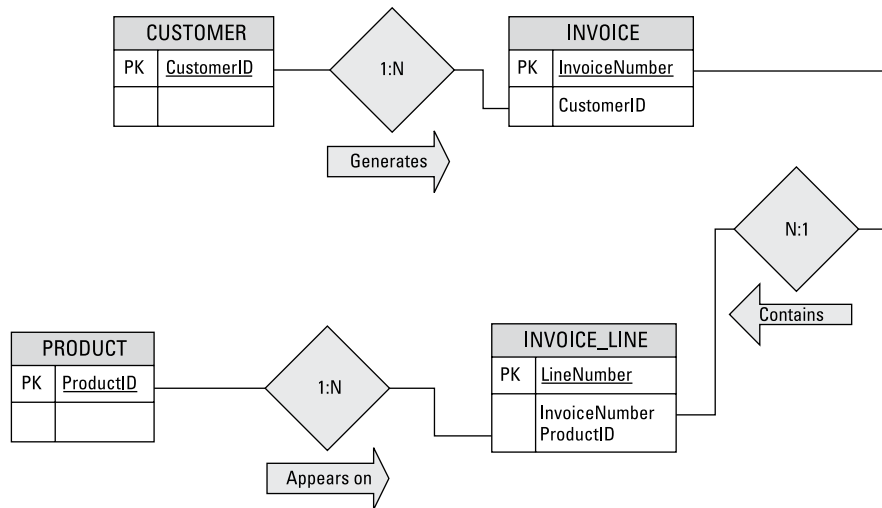 CUSTOMER
PK CustomerID
1:N
Generates
INVOICE
PK InvoiceNumber
CustomerID
N:1
Contains
PRODUCT
PK ProductID
1:N
Appears on
INVOICE_LINE
PK LineNumber
InvoiceNumber
ProductID